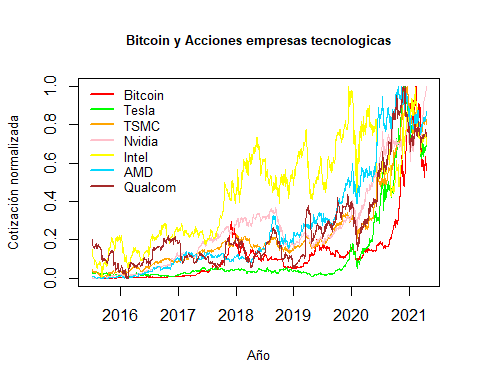 Bitcoin y Acciones empresas tecnologicas
Cotización normalizada
1.0
0.8
0.6
0.4
0.2
0.0
Bitcoin
Tesla
TSMC
Nvidia
Intel
AMD
Qualcom
2016 2017 2018 2019 2020 2021
Año